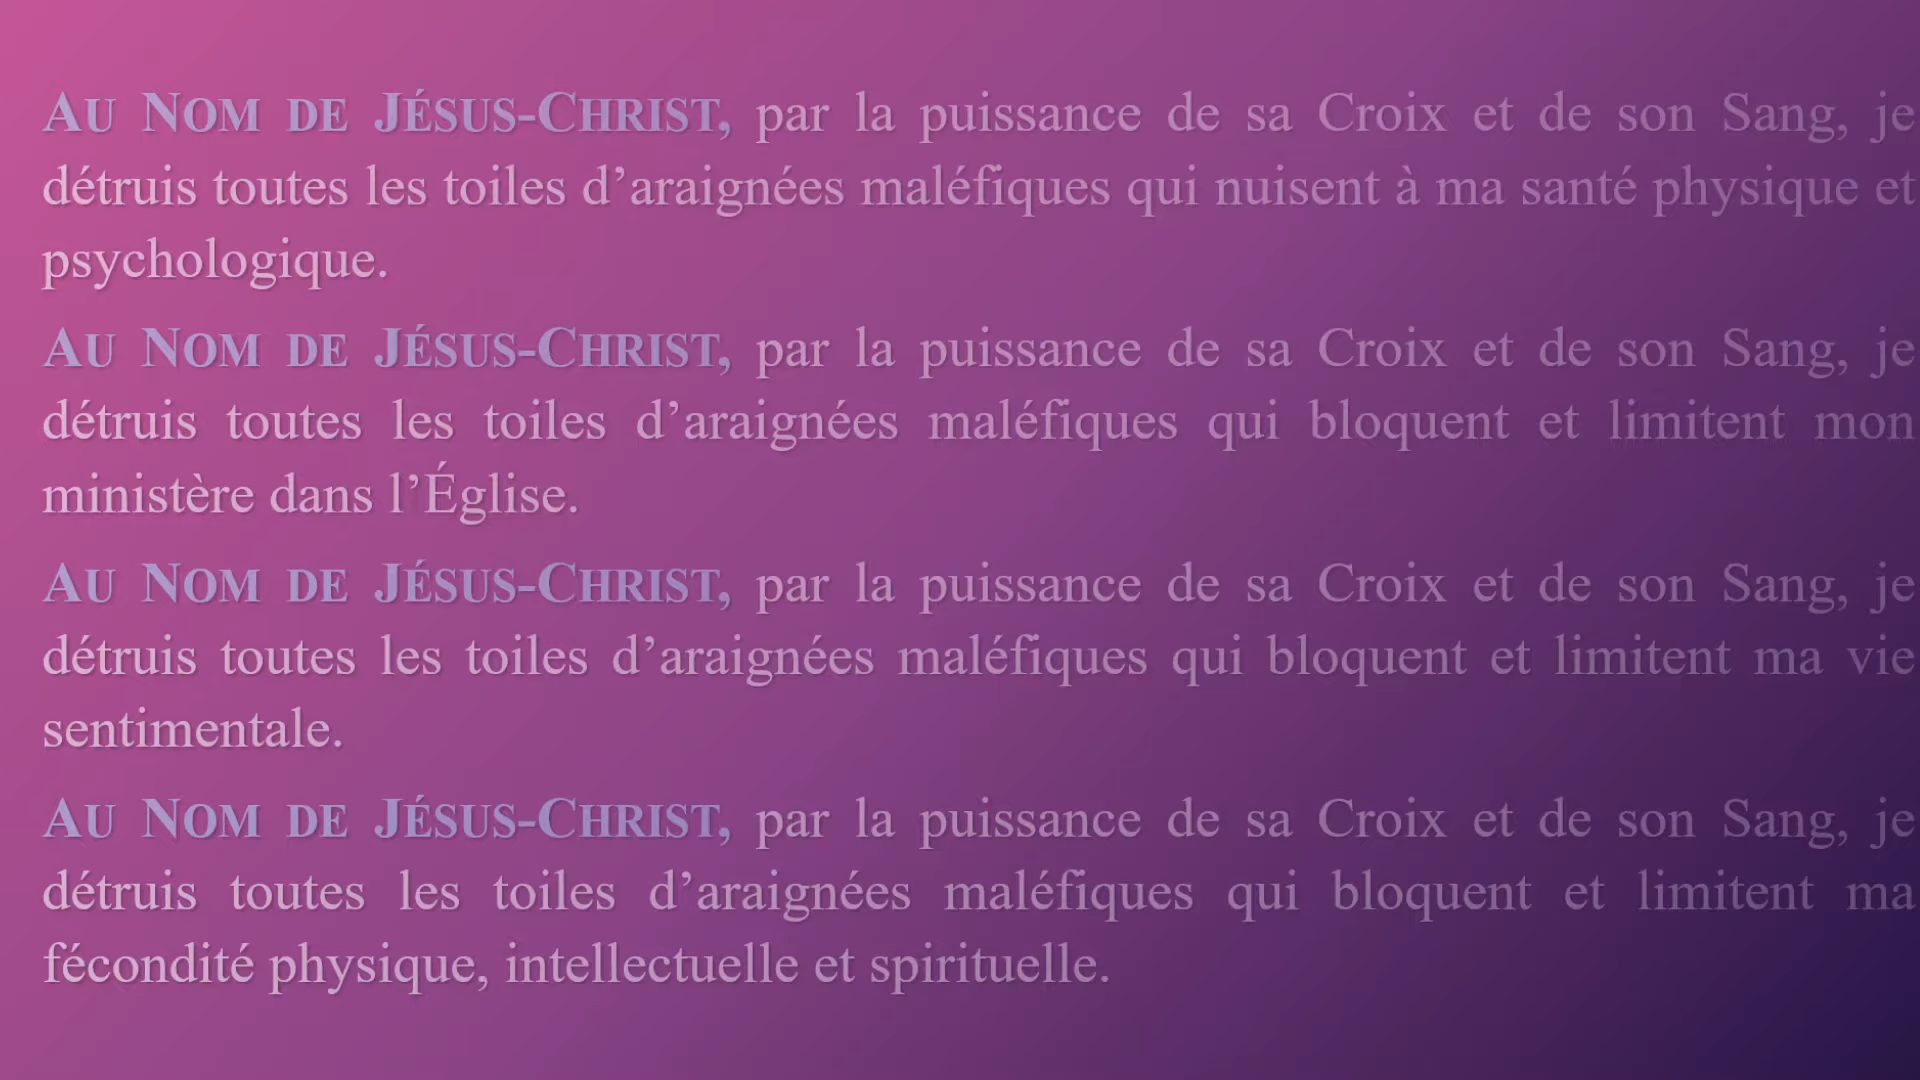 AU NOM DE JÉSUS-CHRIST, par la puissance de sa Croix et de son Sang, je
détruis toutes les toiles d’araignées maléfiques qui nuisent à ma santé physique et
psychologique.
AU NOM DE JÉSUS-CHRIST, par la puissance de sa Croix et de son Sang, je
détruis toutes les toiles d’araignées maléfiques qui bloquent et limitent mon
ministère dans l’Église.
AU NOM DE JÉSUS-CHRIST, par la puissance de sa Croix et de son Sang, je
détruis toutes les toiles d’araignées maléfiques qui bloquent et limitent ma vie
sentimentale.
AU NOM DE JÉSUS-CHRIST, par la puissance de sa Croix et de son Sang, je
détruis toutes les toiles d’araignées maléfiques qui bloquent et limitent ma
fécondité physique, intellectuelle et spirituelle.